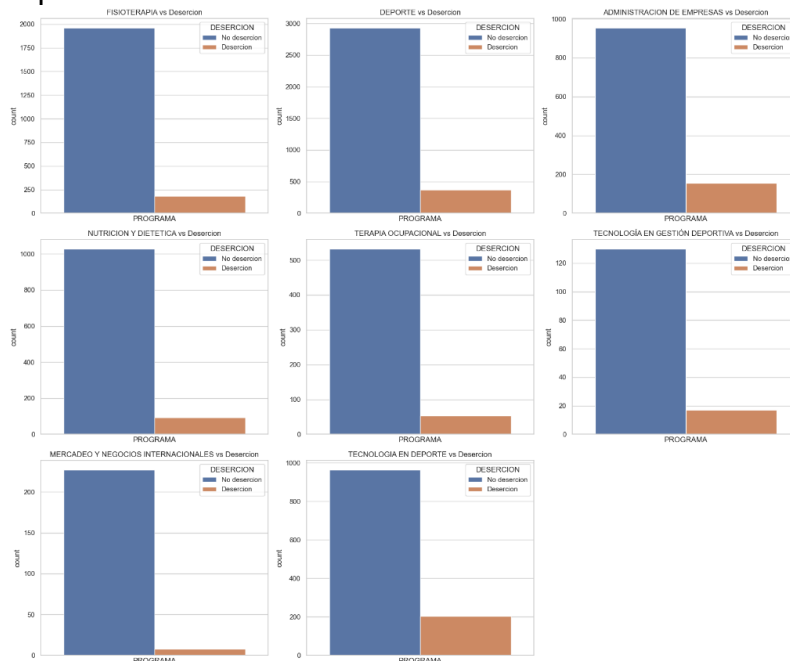 FISIOTERAPIA vs Desercion
DESERCION
No desercion
Desercion
2000
1750
1500
1250
1000
750
500
250
0
count
PROGRAMA
DEPORTE vs Desercion
DESERCION
No desercion
Desercion
3000
2500
2000
1500
1000
500
0
count
PROGRAMA
ADMINISTRACION DE EMPRESAS vs Desercion
DESERCION
No desercio
Desercion
1000
800
600
400
200
0
count
PROGRAMA
NUTRICION Y DIETETICA vs Desercion
DESERCION
No desercion
Desercion
1000
800
600
400
200
0
count
PROGRAMA
TERAPIA OCUPACIONAL vs Desercion
DESERCION
No desercion
Desercion
500
400
300
200
100
0
count
PROGRAMA
TECNOLOGÍA EN GESTIÓN DEPORTIVA vs Desercion
DESERCION
No desercio
Desercion
120
100
80
60
40
20
0
count
PROGRAMA
MERCADEO Y NEGOCIOS INTERNACIONALES vs Desercion
DESERCION
No desercion
Desercion
200
150
100
50
0
count
PROGRAMA
TECNOLOGIA EN DEPORTE vs Desercion
DESERCION
No desercion
Desercion
1000
800
600
400
200
0
count
PROGRAMA